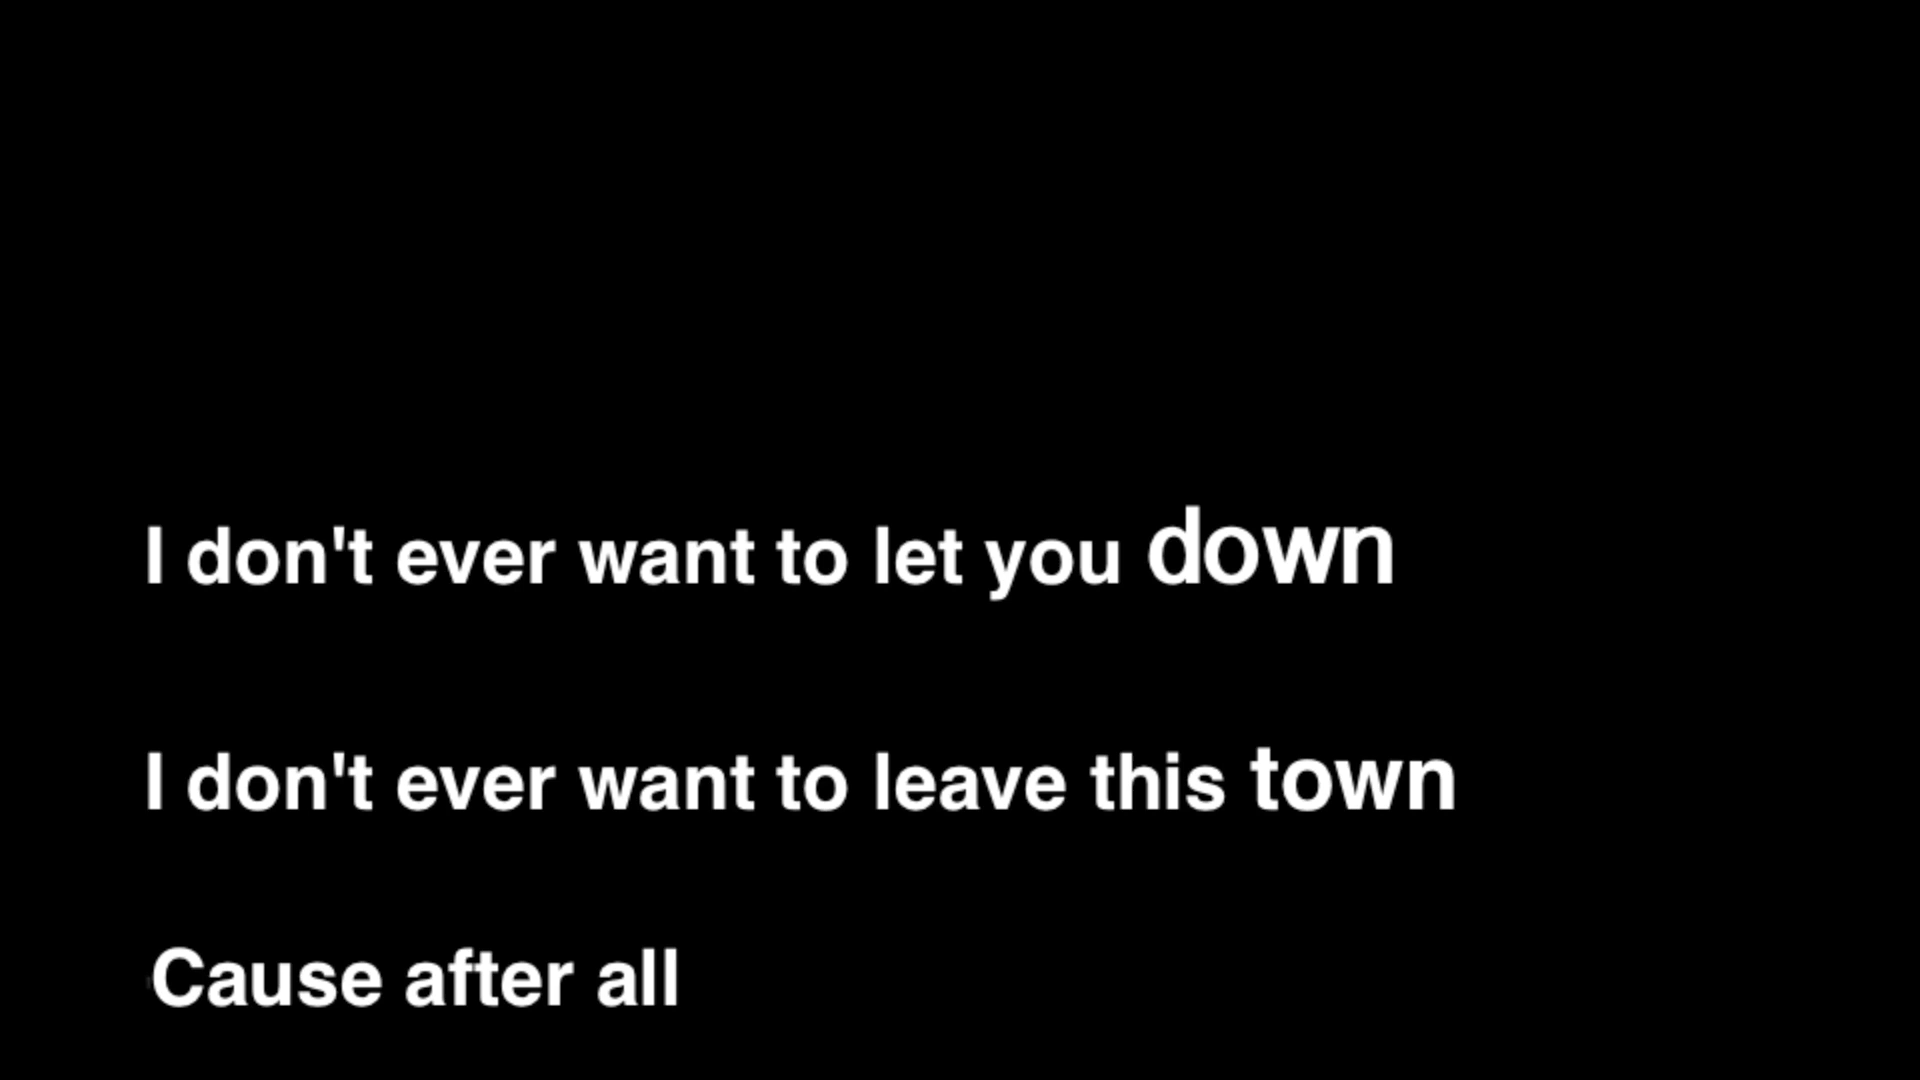 I don't ever want to let you down
I don't ever want to leave this town
Cause after all